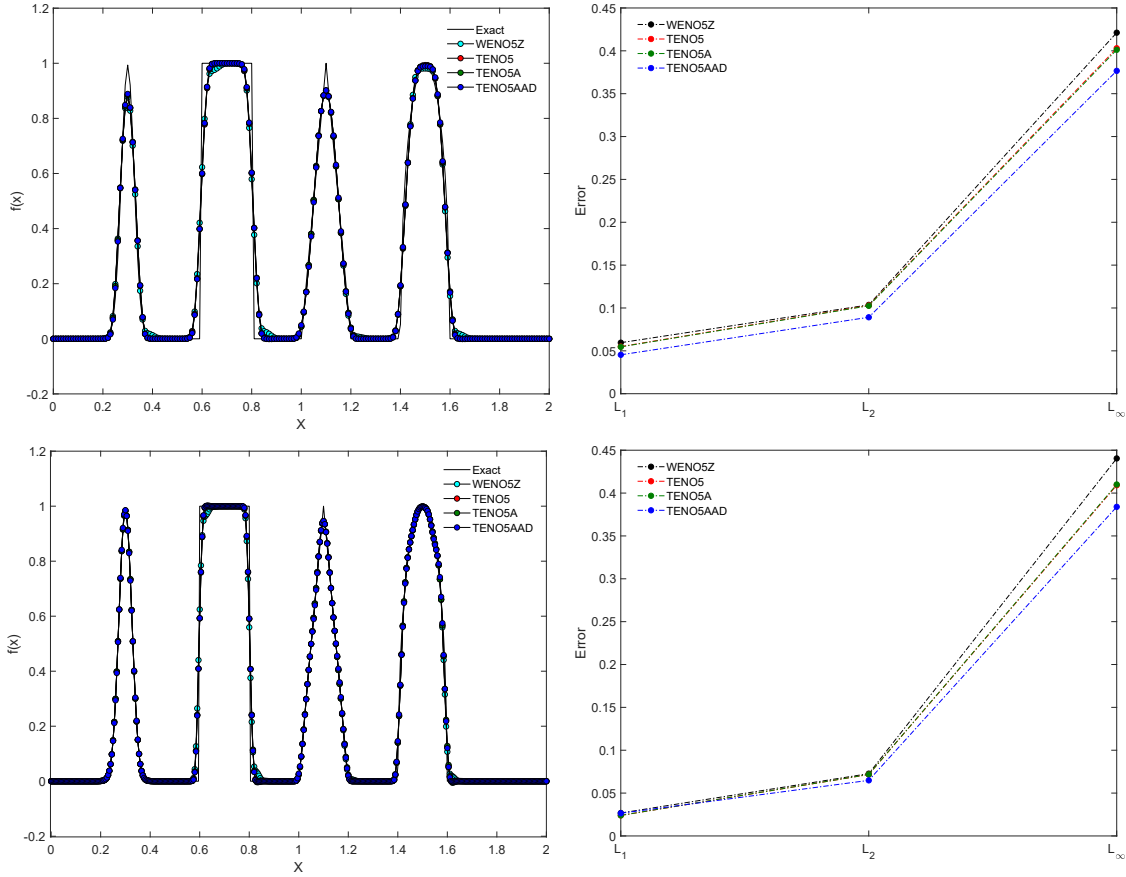 1.2
1
0.8
0.6
0.4
0.2
0
-0.2
f(x)
0 0.2 0.4 0.6 0.8 1 1.2 1.4 1.6 1.8 2
X
Exact
WENO5Z
TENO5
TENO5A
TENO5AAD
0.45
0.4
0.35
0.3
0.25
0.2
0.15
0.1
0.05
0
Error
L₁ L₂ L∞
WENO5Z
TENO5
TENO5A
TENO5AAD
1.2
1
0.8
0.6
0.4
0.2
0
-0.2
f(x)
0 0.2 0.4 0.6 0.8 1 1.2 1.4 1.6 1.8 2
X
Exact
WENO5Z
TENO5
TENO5A
TENO5AAD
0.45
0.4
0.35
0.3
0.25
0.2
0.15
0.1
0.05
0
Error
L₁ L₂ L∞
WENO5Z
TENO5
TENO5A
TENO5AAD